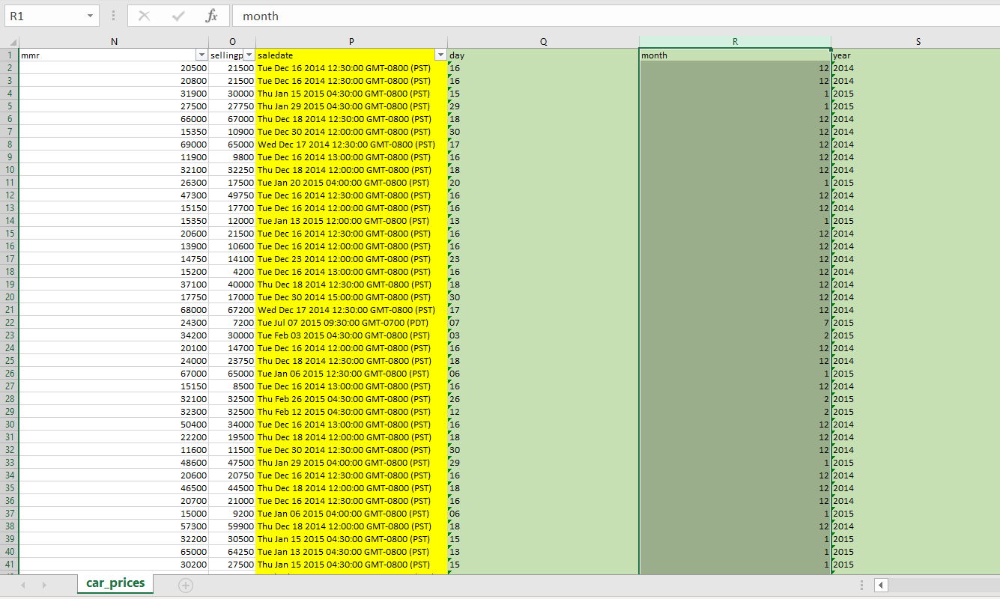 R1 fx month
N O P Q R S
1 mmr sellingp saledate day month year
2 20500 21500 Tue Dec 16 2014 12:30:00 GMT-0800 (PST) 16 12 2014
3 20800 21500 Tue Dec 16 2014 12:30:00 GMT-0800 (PST) 16 12 2014
4 31900 30000 Thu Jan 15 2015 04:30:00 GMT-0800 (PST) 15 1 2015
5 27500 27750 Thu Jan 29 2015 04:30:00 GMT-0800 (PST) 29 1 2015
6 66000 67000 Thu Dec 18 2014 12:30:00 GMT-0800 (PST) 18 12 2014
7 15350 10900 Tue Dec 30 2014 12:00:00 GMT-0800 (PST) 30 12 2014
8 69000 65000 Wed Dec 17 2014 12:30:00 GMT-0800 (PST) 17 12 2014
9 11900 9800 Tue Dec 16 2014 13:00:00 GMT-0800 (PST) 16 12 2014
10 32100 32250 Thu Dec 18 2014 12:00:00 GMT-0800 (PST) 18 12 2014
11 26300 17500 Tue Jan 20 2015 04:00:00 GMT-0800 (PST) 20 1 2015
12 47300 49750 Tue Dec 16 2014 12:30:00 GMT-0800 (PST) 16 12 2014
13 15150 17700 Tue Dec 16 2014 12:00:00 GMT-0800 (PST) 16 12 2014
14 15350 12000 Tue Jan 13 2015 12:00:00 GMT-0800 (PST) 13 1 2015
15 20600 21500 Tue Dec 16 2014 12:30:00 GMT-0800 (PST) 16 12 2014
16 13900 10600 Tue Dec 16 2014 12:00:00 GMT-0800 (PST) 16 12 2014
17 14750 14100 Tue Dec 23 2014 12:00:00 GMT-0800 (PST) 23 12 2014
18 15200 4200 Tue Dec 16 2014 13:00:00 GMT-0800 (PST) 16 12 2014
19 37100 40000 Thu Dec 18 2014 12:30:00 GMT-0800 (PST) 18 12 2014
20 17750 17000 Tue Dec 30 2014 15:00:00 GMT-0800 (PST) 30 12 2014
21 68000 67200 Wed Dec 17 2014 12:30:00 GMT-0800 (PST) 17 12 2014
22 24300 7200 Tue Jul 07 2015 09:30:00 GMT-0700 (PDT) 07 7 2015
23 34200 30000 Tue Feb 03 2015 04:30:00 GMT-0800 (PST) 03 2 2015
24 20100 14700 Tue Dec 16 2014 12:00:00 GMT-0800 (PST) 16 12 2014
25 24000 23750 Thu Dec 18 2014 12:30:00 GMT-0800 (PST) 18 12 2014
26 67000 65000 Tue Jan 06 2015 12:30:00 GMT-0800 (PST) 06 1 2015
27 15150 8500 Tue Dec 16 2014 13:00:00 GMT-0800 (PST) 16 12 2014
28 32100 32500 Thu Feb 26 2015 04:30:00 GMT-0800 (PST) 26 2 2015
29 32300 32500 Thu Feb 12 2015 04:30:00 GMT-0800 (PST) 12 2 2015
30 50400 34000 Tue Dec 16 2014 13:00:00 GMT-0800 (PST) 16 12 2014
31 22200 19500 Thu Dec 18 2014 12:00:00 GMT-0800 (PST) 18 12 2014
32 11600 11500 Tue Dec 30 2014 12:30:00 GMT-0800 (PST) 30 12 2014
33 48600 47500 Thu Jan 29 2015 04:00:00 GMT-0800 (PST) 29 1 2015
34 20600 20750 Tue Dec 16 2014 12:30:00 GMT-0800 (PST) 16 12 2014
35 46500 44500 Thu Dec 18 2014 12:00:00 GMT-0800 (PST) 18 12 2014
36 20700 21000 Tue Dec 16 2014 12:30:00 GMT-0800 (PST) 16 12 2014
37 15000 9200 Tue Jan 06 2015 04:00:00 GMT-0800 (PST) 06 1 2015
38 57300 59900 Thu Dec 18 2014 12:00:00 GMT-0800 (PST) 18 12 2014
39 32200 30500 Thu Jan 15 2015 04:30:00 GMT-0800 (PST) 15 1 2015
40 65000 64250 Tue Jan 13 2015 04:30:00 GMT-0800 (PST) 13 1 2015
41 30200 27500 Thu Jan 15 2015 04:30:00 GMT-0800 (PST) 15 1 2015
car_prices